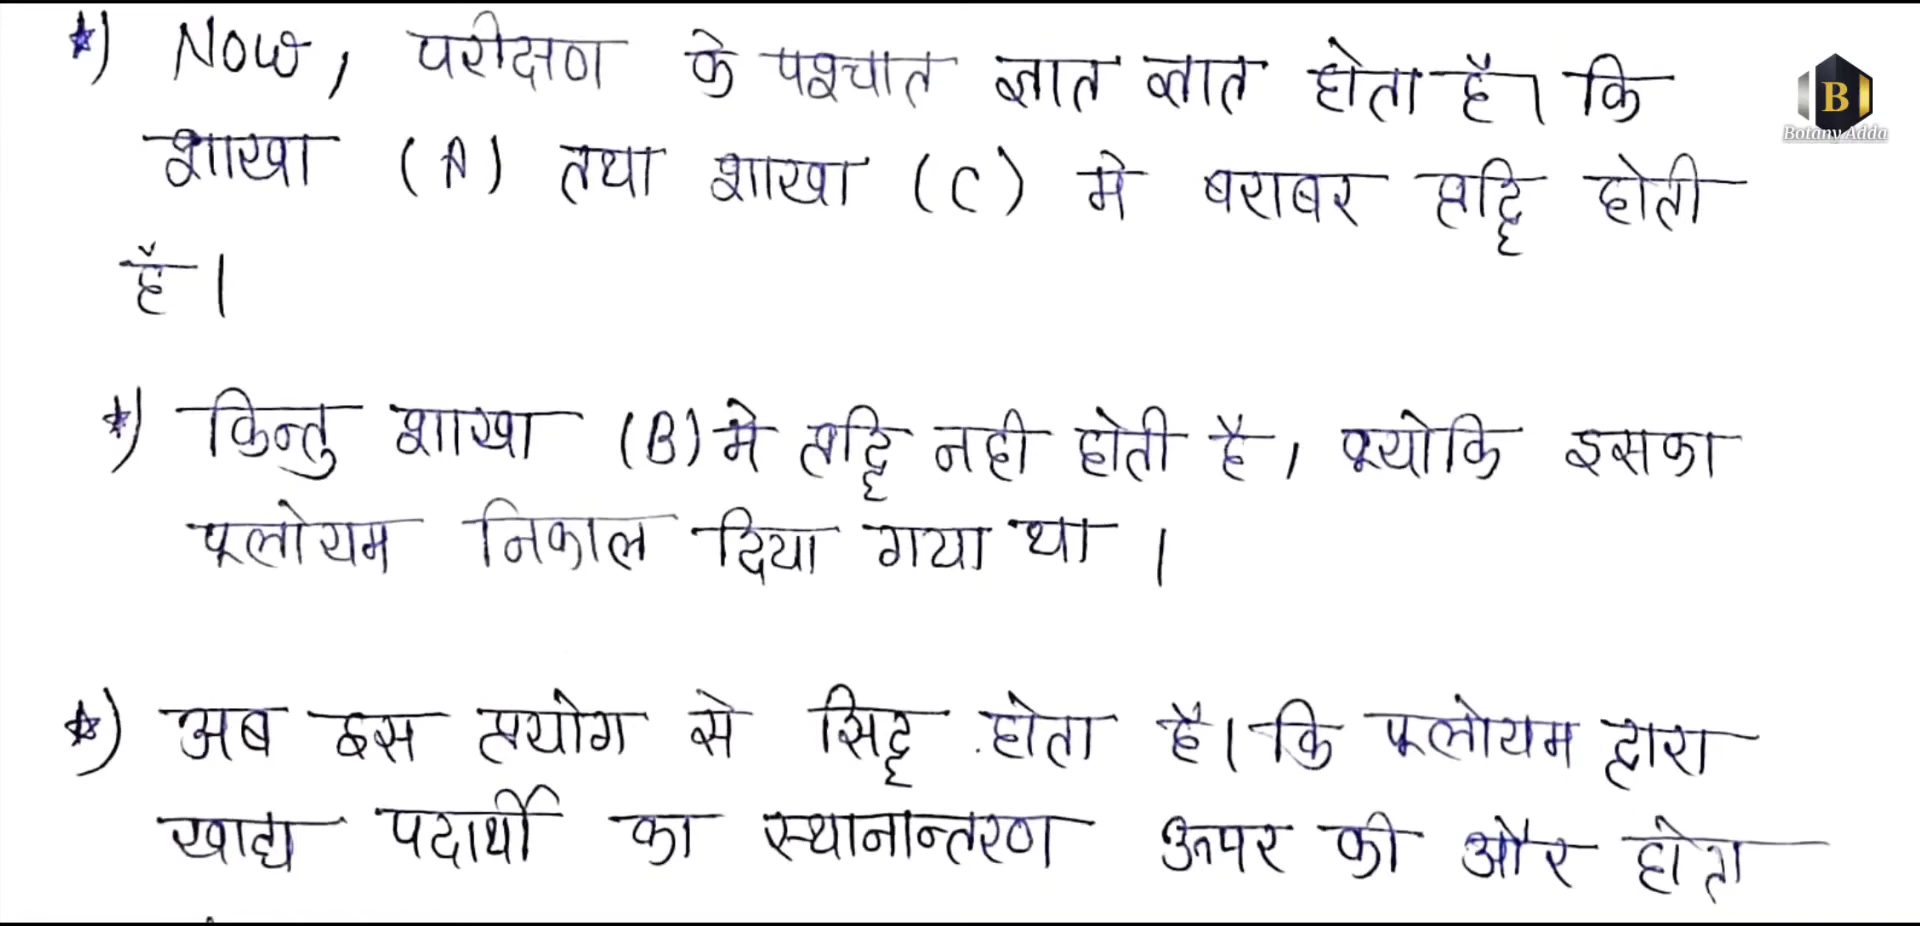 *) Now, परीक्षण के पश्चात ज्ञात ज्ञात होता है। कि
शाखा (A) तथा शाखा (C) मे बराबर वृद्दि होती
है।
*) किन्तु शाखा (B) मे वृद्दि नही होती है, क्योकि इसका
फ्लोयम निकाल दिया गया था ।
*) अब इस प्रयोग से सिद्द होता है। कि फ्लोयम द्वारा
खाद्य पदार्थो का स्थानान्तरण ऊपर की और होता
B
Botany Adda